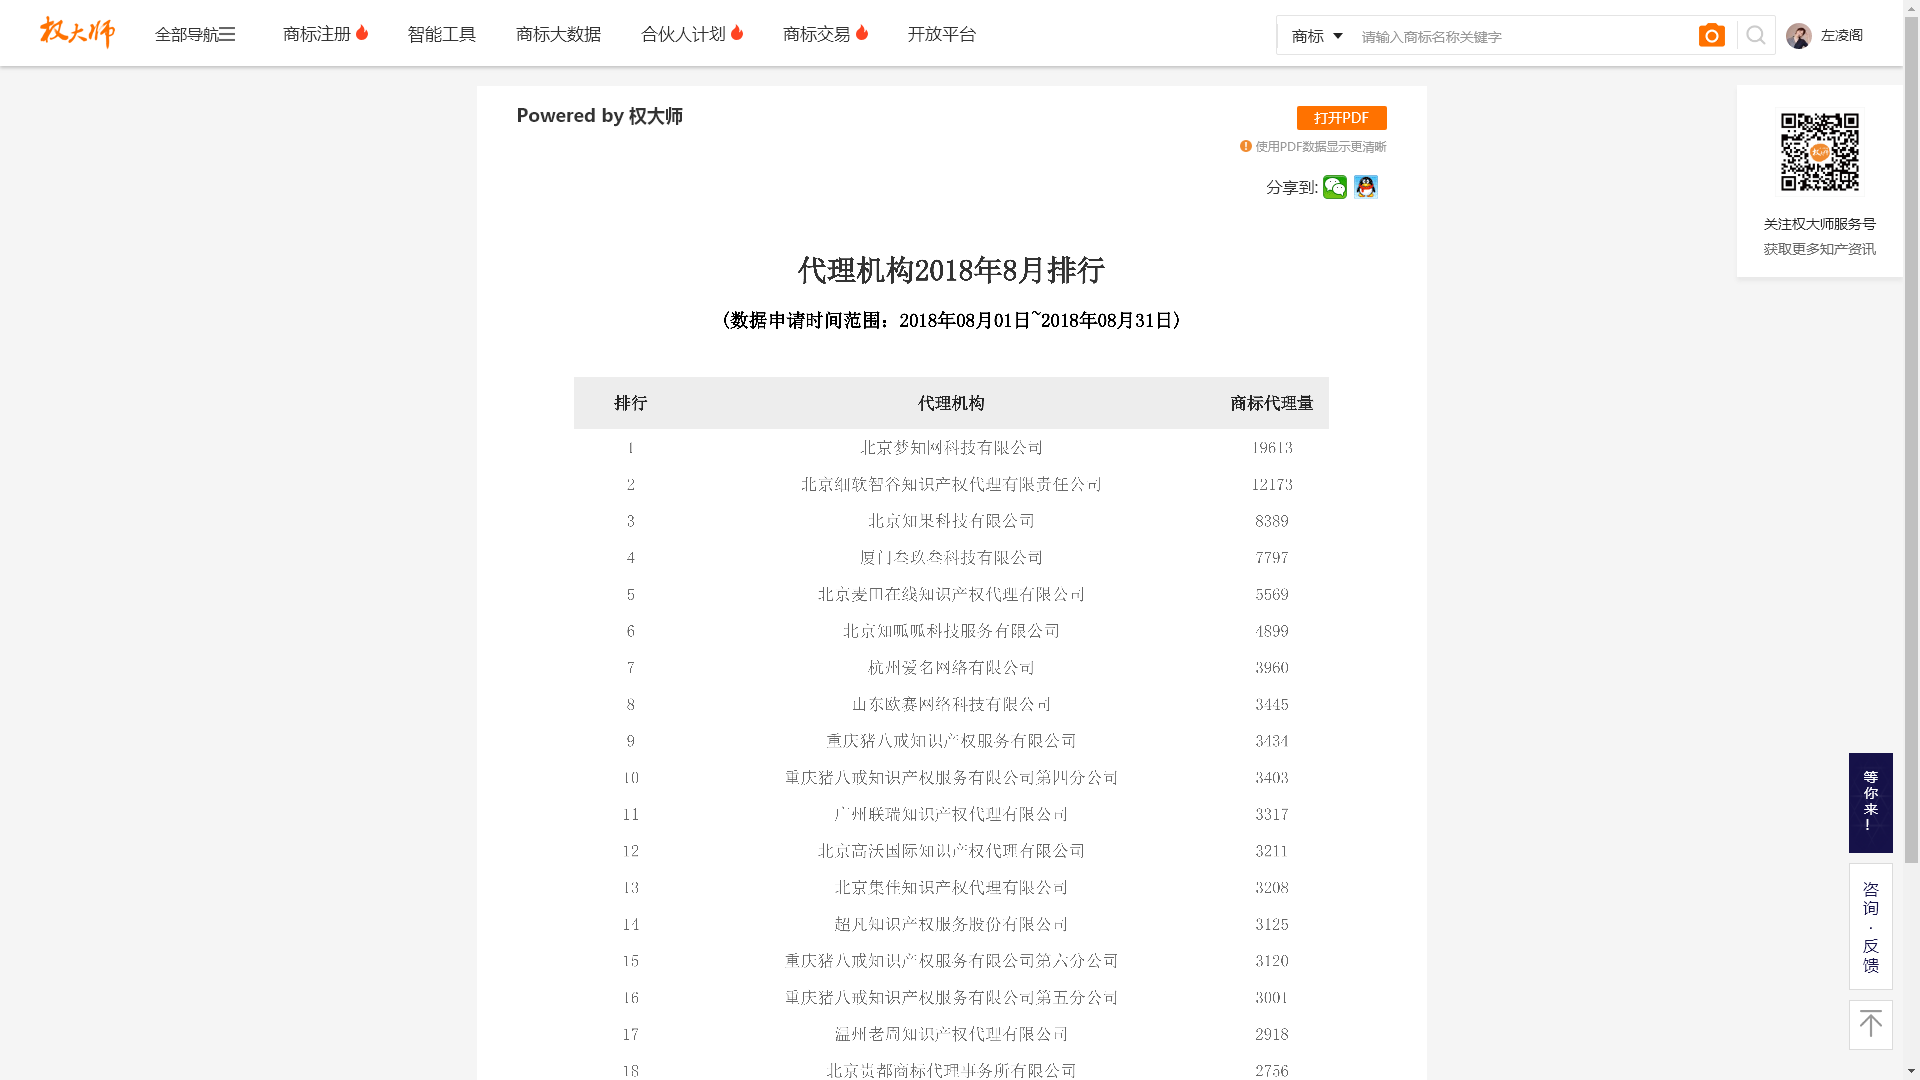 权大师
全部导航
商标注册
智能工具
商标大数据
合伙人计划
商标交易
开放平台
商标
请输入商标名称关键字
左凌阁
Powered by 权大师
打开PDF
使用PDF数据显示更清晰
分享到:
关注权大师服务号
获取更多知产资讯
代理机构2018年8月排行
(数据申请时间范围：2018年08月01日~2018年08月31日)
排行 代理机构 商标代理量
1 北京梦知网科技有限公司 19613
2 北京细软智谷知识产权代理有限责任公司 12173
3 北京知果科技有限公司 8389
4 厦门叁玖叁科技有限公司 7797
5 北京麦田在线知识产权代理有限公司 5569
6 北京知呱呱科技服务有限公司 4899
7 杭州爱名网络有限公司 3960
8 山东欧赛网络科技有限公司 3445
9 重庆猪八戒知识产权服务有限公司 3434
10 重庆猪八戒知识产权服务有限公司第四分公司 3403
11 广州联瑞知识产权代理有限公司 3317
12 北京高沃国际知识产权代理有限公司 3211
13 北京集佳知识产权代理有限公司 3208
14 超凡知识产权服务股份有限公司 3125
15 重庆猪八戒知识产权服务有限公司第六分公司 3120
16 重庆猪八戒知识产权服务有限公司第五分公司 3001
17 温州老周知识产权代理有限公司 2918
18 北京贵都商标代理事务所有限公司 2756
等你来！
咨询·反馈